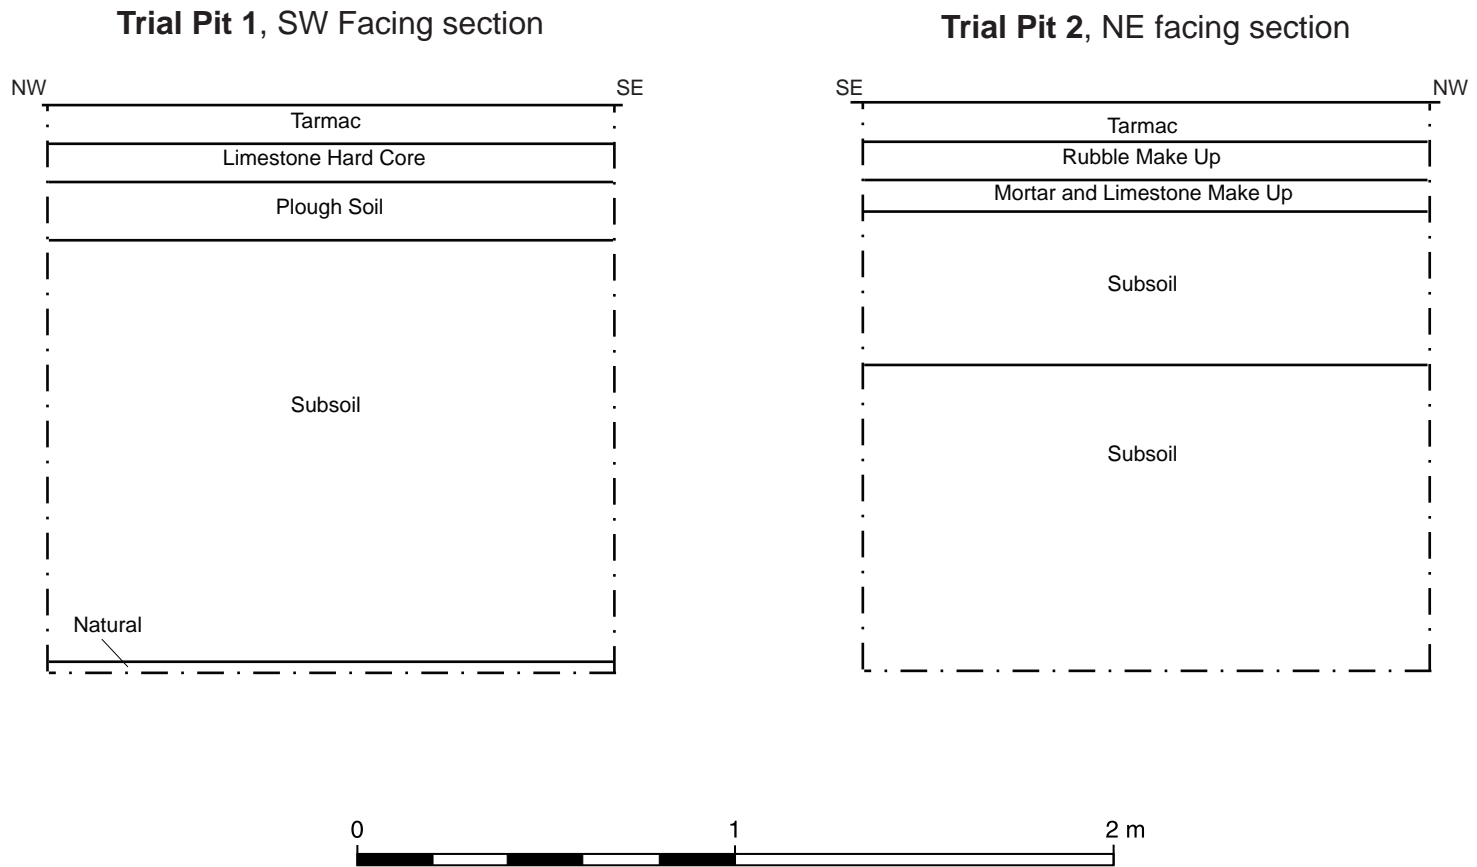 Trial Pit 1, SW Facing section
NW
SE
Tarmac
Limestone Hard Core
Plough Soil
Subsoil
Natural
Trial Pit 2, NE facing section
SE
NW
Tarmac
Rubble Make Up
Mortar and Limestone Make Up
Subsoil
Subsoil
0 1 2 m